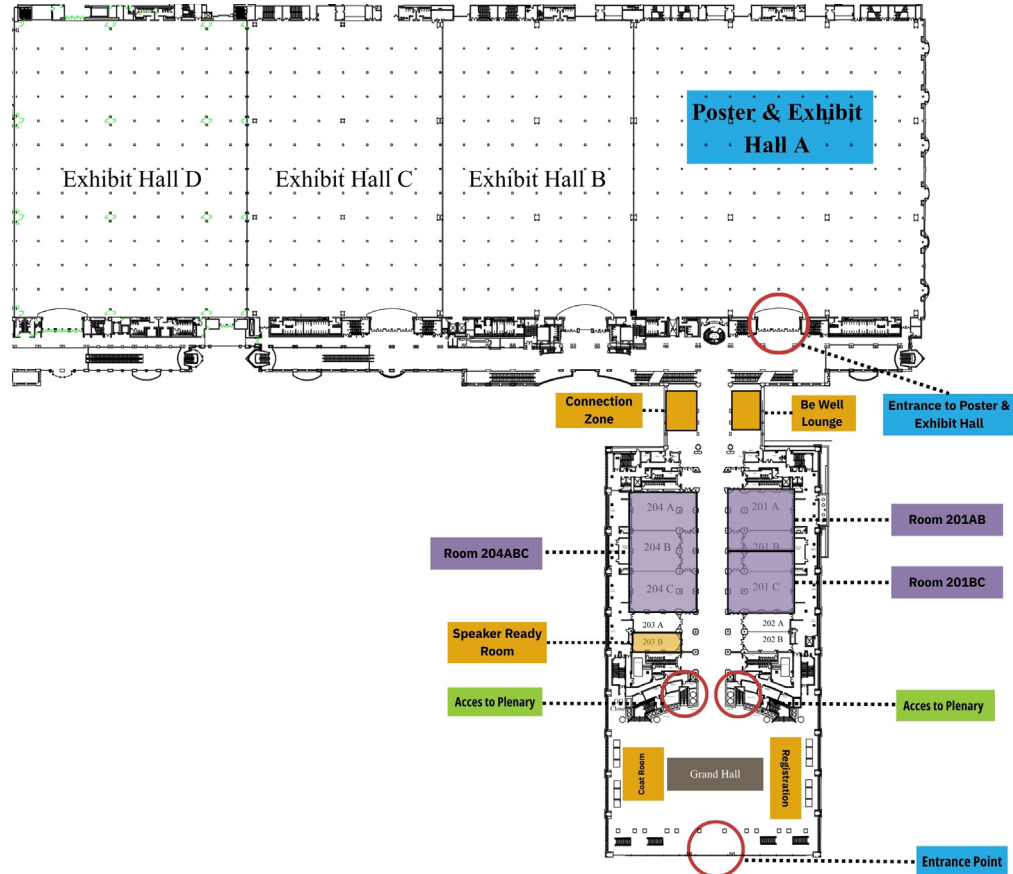 Poster & Exhibit
Hall A
Exhibit Hall D
Exhibit Hall C
Exhibit Hall B
Connection
Zone
Be Well
Lounge
Entrance to Poster &
Exhibit Hall
204 A
201 A
Room 201AB
204 B
201 B
Room 204ABC
204 C
201 C
Room 201BC
203 A
202 A
Speaker Ready
Room
203 B
202 B
Acces to Plenary
Acces to Plenary
Coat Room
Grand Hall
Registration
Entrance Point